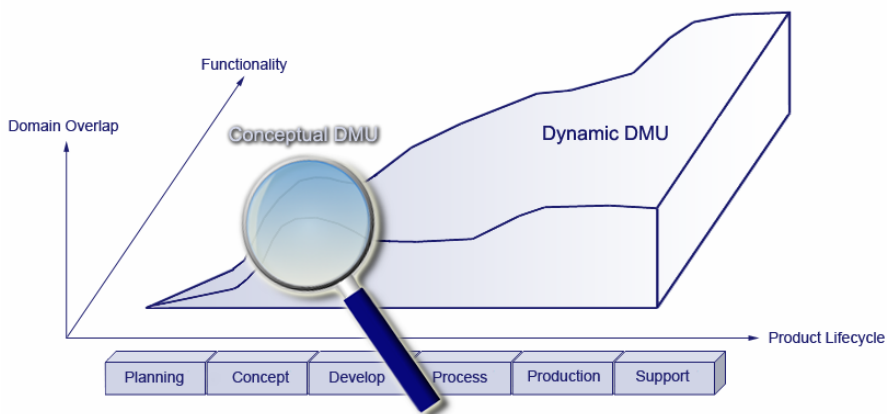 Functionality
Domain Overlap
Conceptual DMU
Dynamic DMU
Product Lifecycle
Planning
Concept
Develop
Process
Production
Support